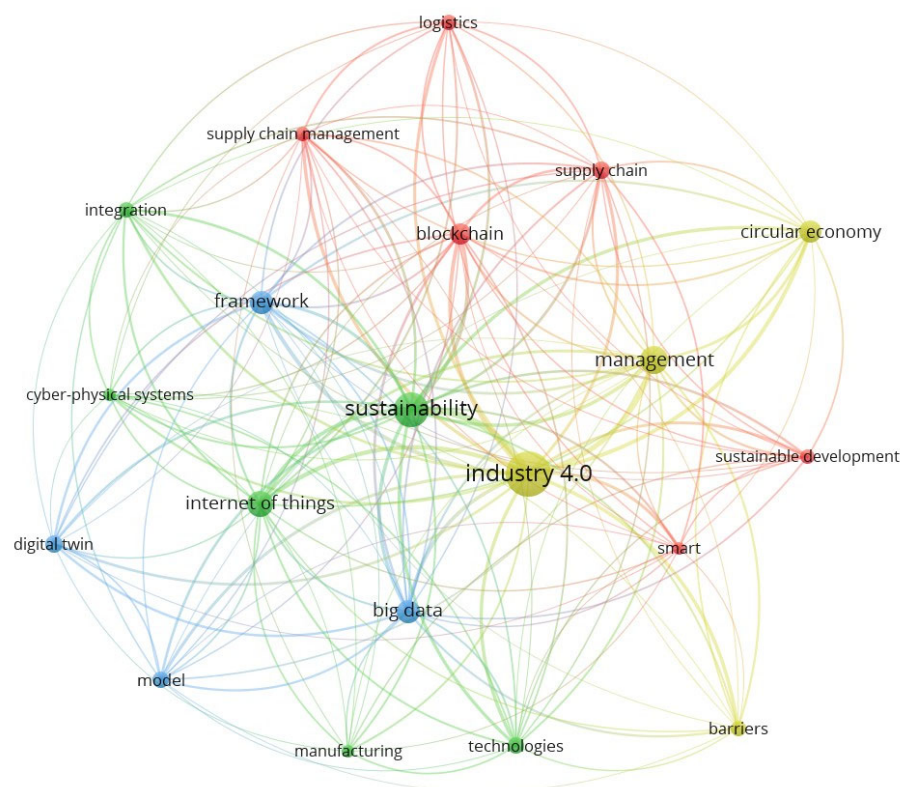 logistics
supply chain management
supply chain
integration
blockchain
circular economy
framework
management
cyber-physical systems
sustainability
sustainable development
industry 4.0
internet of things
digital twin
smart
big data
model
barriers
manufacturing
technologies